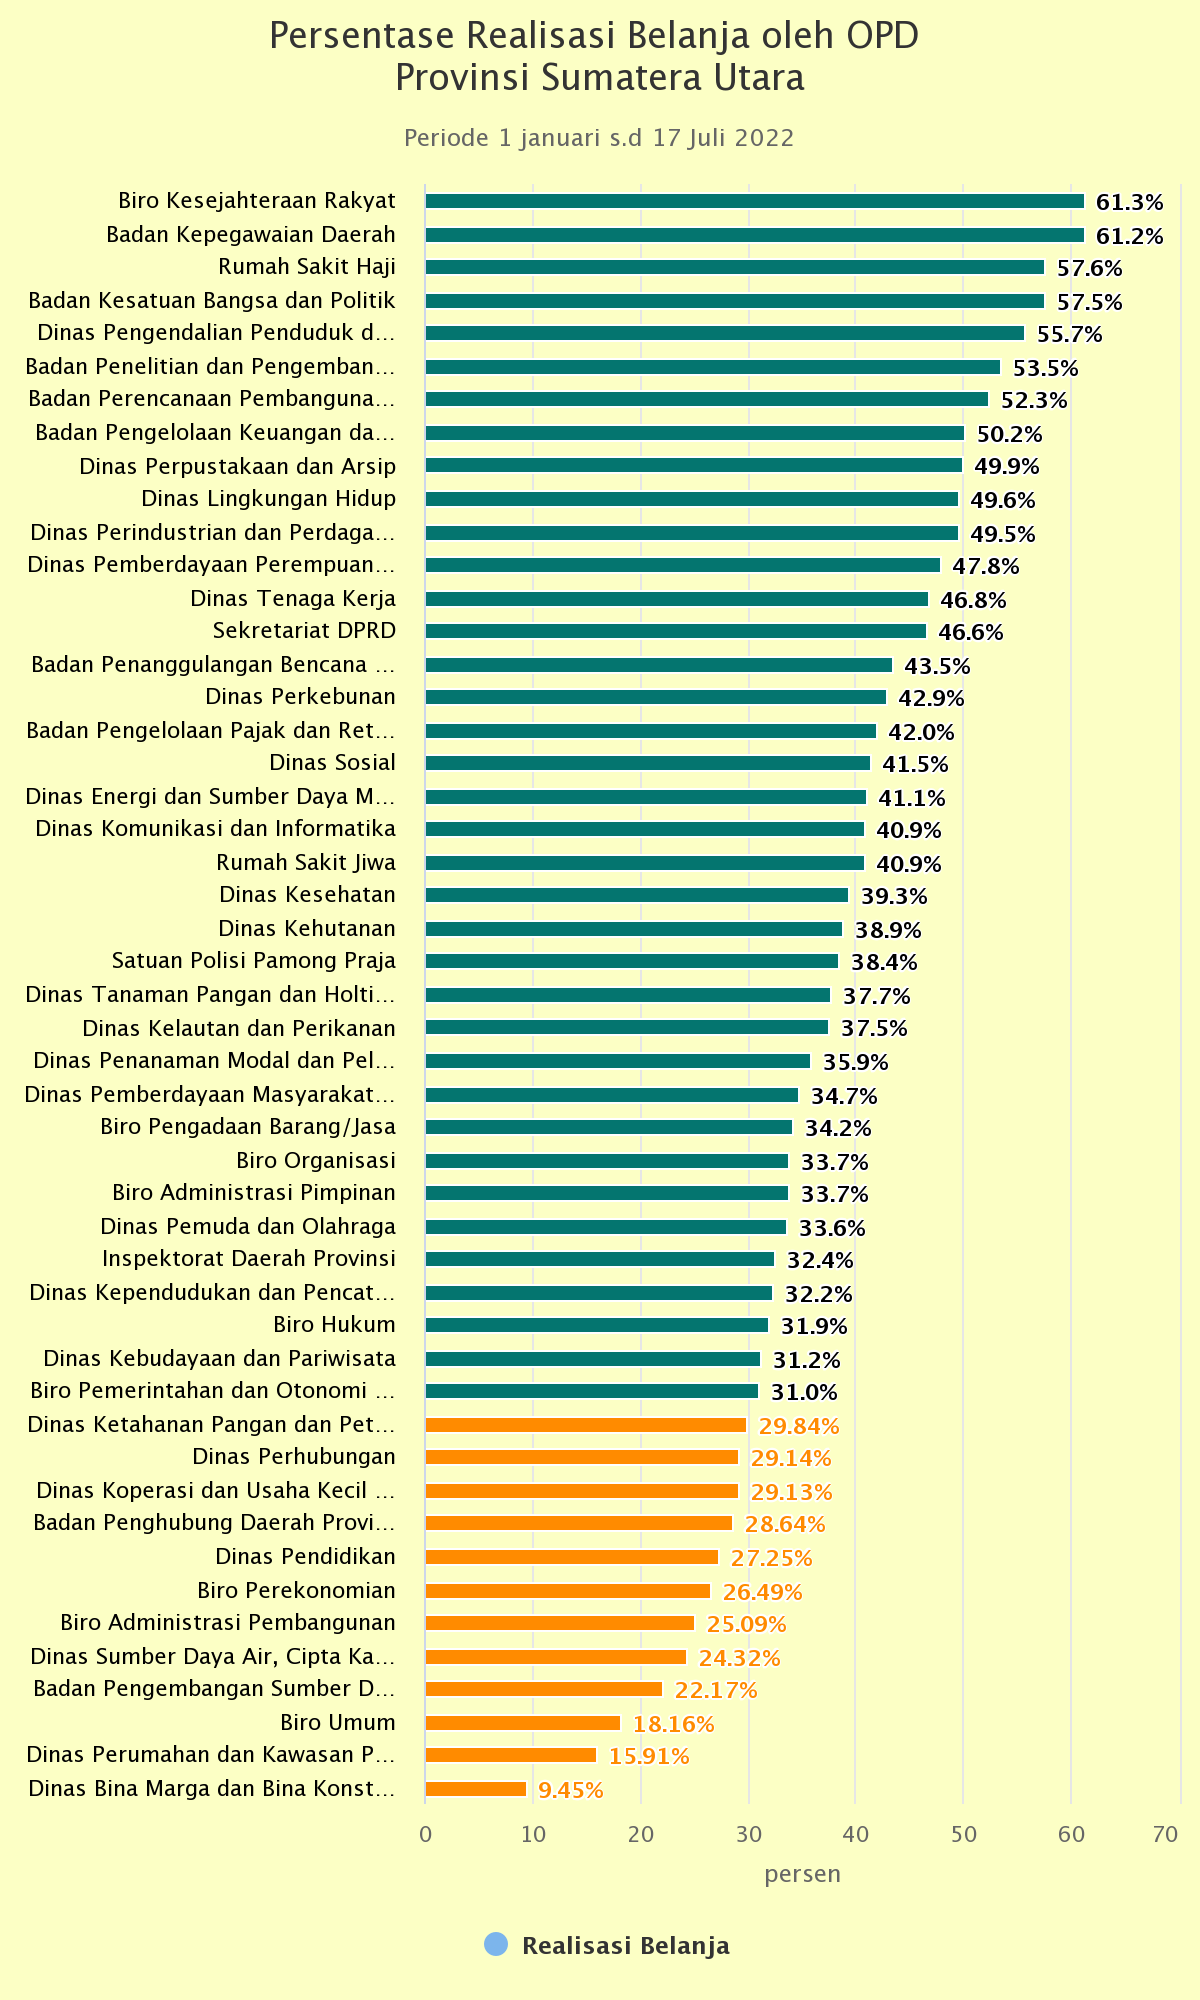 Persentase Realisasi Belanja oleh OPD
Provinsi Sumatera Utara
Periode 1 januari s.d 17 Juli 2022
Biro Kesejahteraan Rakyat 61.3%
Badan Kepegawaian Daerah 61.2%
Rumah Sakit Haji 57.6%
Badan Kesatuan Bangsa dan Politik 57.5%
Dinas Pengendalian Penduduk d… 55.7%
Badan Penelitian dan Pengemban… 53.5%
Badan Perencanaan Pembanguna… 52.3%
Badan Pengelolaan Keuangan da… 50.2%
Dinas Perpustakaan dan Arsip 49.9%
Dinas Lingkungan Hidup 49.6%
Dinas Perindustrian dan Perdaga… 49.5%
Dinas Pemberdayaan Perempuan… 47.8%
Dinas Tenaga Kerja 46.8%
Sekretariat DPRD 46.6%
Badan Penanggulangan Bencana … 43.5%
Dinas Perkebunan 42.9%
Badan Pengelolaan Pajak dan Ret… 42.0%
Dinas Sosial 41.5%
Dinas Energi dan Sumber Daya M… 41.1%
Dinas Komunikasi dan Informatika 40.9%
Rumah Sakit Jiwa 40.9%
Dinas Kesehatan 39.3%
Dinas Kehutanan 38.9%
Satuan Polisi Pamong Praja 38.4%
Dinas Tanaman Pangan dan Holti… 37.7%
Dinas Kelautan dan Perikanan 37.5%
Dinas Penanaman Modal dan Pel… 35.9%
Dinas Pemberdayaan Masyarakat… 34.7%
Biro Pengadaan Barang/Jasa 34.2%
Biro Organisasi 33.7%
Biro Administrasi Pimpinan 33.7%
Dinas Pemuda dan Olahraga 33.6%
Inspektorat Daerah Provinsi 32.4%
Dinas Kependudukan dan Pencat… 32.2%
Biro Hukum 31.9%
Dinas Kebudayaan dan Pariwisata 31.2%
Biro Pemerintahan dan Otonomi … 31.0%
Dinas Ketahanan Pangan dan Pet… 29.84%
Dinas Perhubungan 29.14%
Dinas Koperasi dan Usaha Kecil … 29.13%
Badan Penghubung Daerah Provi… 28.64%
Dinas Pendidikan 27.25%
Biro Perekonomian 26.49%
Biro Administrasi Pembangunan 25.09%
Dinas Sumber Daya Air, Cipta Ka… 24.32%
Badan Pengembangan Sumber D… 22.17%
Biro Umum 18.16%
Dinas Perumahan dan Kawasan P… 15.91%
Dinas Bina Marga dan Bina Konst… 9.45%
0 10 20 30 40 50 60 70
persen
Realisasi Belanja